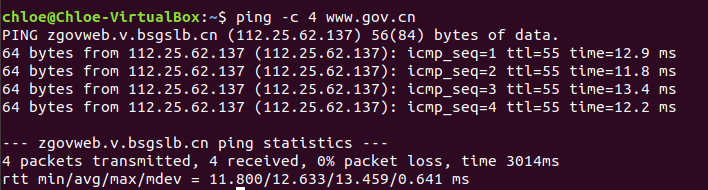 chloe@Chloe-VirtualBox:~$ ping -c 4 www.gov.cn
PING zgovweb.v.bsgslb.cn (112.25.62.137) 56(84) bytes of data.
64 bytes from 112.25.62.137 (112.25.62.137): icmp_seq=1 ttl=55 time=12.9 ms
64 bytes from 112.25.62.137 (112.25.62.137): icmp_seq=2 ttl=55 time=11.8 ms
64 bytes from 112.25.62.137 (112.25.62.137): icmp_seq=3 ttl=55 time=13.4 ms
64 bytes from 112.25.62.137 (112.25.62.137): icmp_seq=4 ttl=55 time=12.2 ms

--- zgovweb.v.bsgslb.cn ping statistics ---
4 packets transmitted, 4 received, 0% packet loss, time 3014ms
rtt min/avg/max/mdev = 11.800/12.633/13.459/0.641 ms